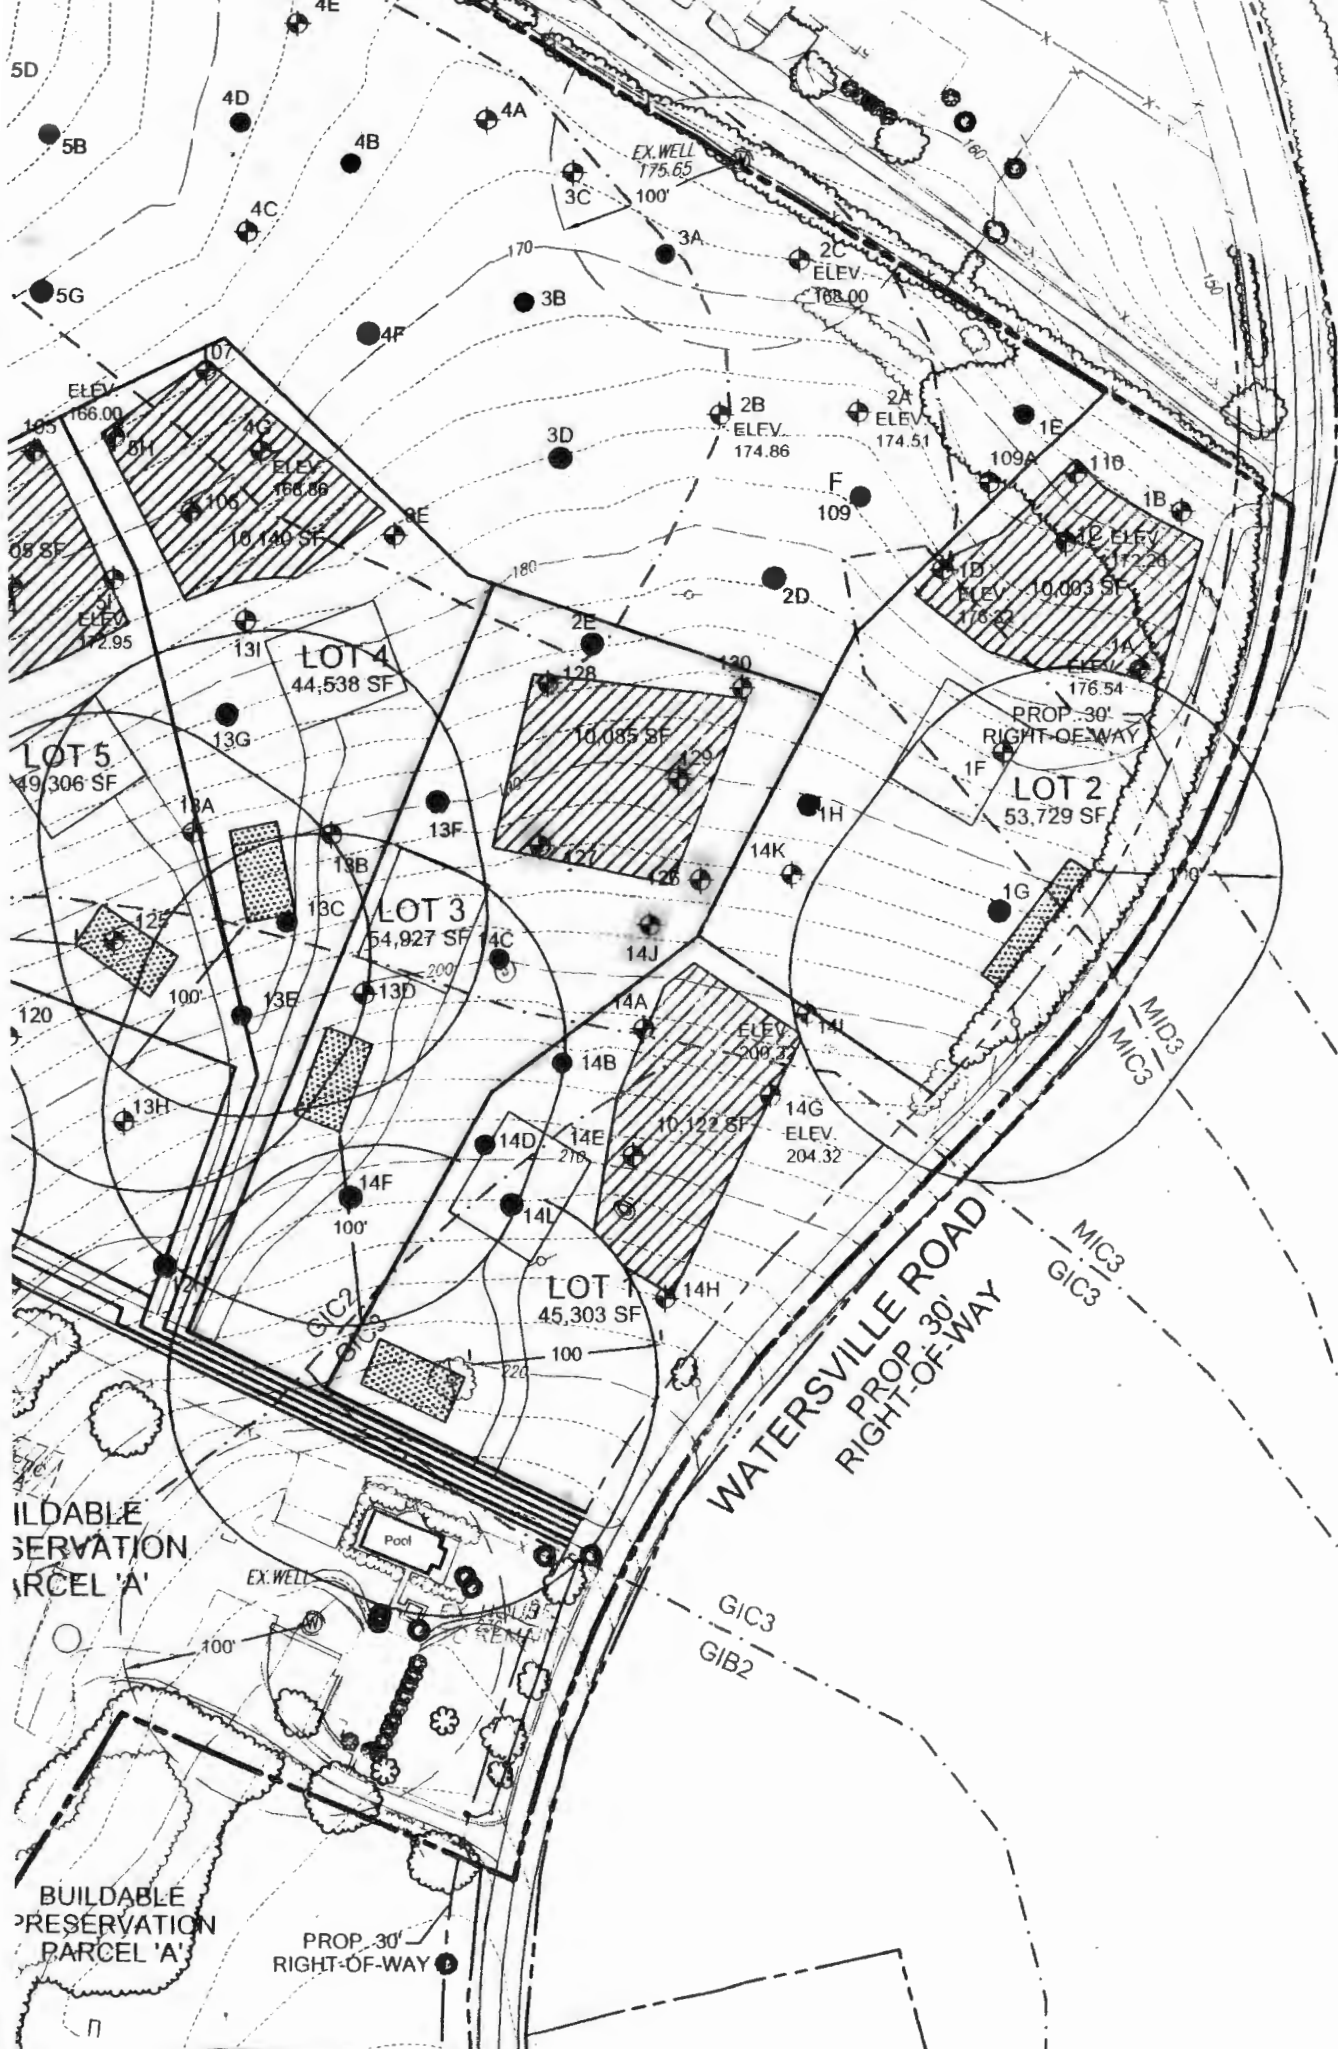 4E
5D
4D
4A
5B
4B
EX.WELL
175.65
3C
100'
160
4C
3A
2C
ELEV.
168.00
170
150
5G
3B
4F
107
ELEV.
166.00
105
5H
4G
ELEV.
168.86
2B
ELEV.
174.86
2A
ELEV.
174.51
1E
3D
109A
110
F
109
1B
106
10,140 SF
3E
05 SF
1C
ELEV.
172.20
180
1D
ELEV.
176.32
10,003 SF
2D
ELEV.
172.95
13I
2E
LOT 4
44,538 SF
128
130
1A
ELEV.
176.54
PROP. 30'
RIGHT-OF-WAY
13G
10,085 SF
1F
LOT 5
49,306 SF
129
LOT 2
53,729 SF
190
13A
13F
1H
13B
127
14K
126
13C
1G
100
LOT 3
54,927 SF
125
14C
14J
200
100'
13D
13E
14A
14I
120
ELEV.
200.32
MID3
MIC3
14B
13H
14G
ELEV.
204.32
14D
14E
10,122 SF
210
14F
14L
100'
MIC3
GIC3
LOT 1
45,303 SF
14H
GIC2
GIC3
100
220
WATERSVILLE ROAD
PROP. 30'
RIGHT-OF-WAY
ILDABLE
SERVATION
ARCEL 'A'
Pool
EX.WELL
W
100'
GIC3
GIB2
BUILDABLE
PRESERVATION
PARCEL 'A'
PROP. 30'
RIGHT-OF-WAY